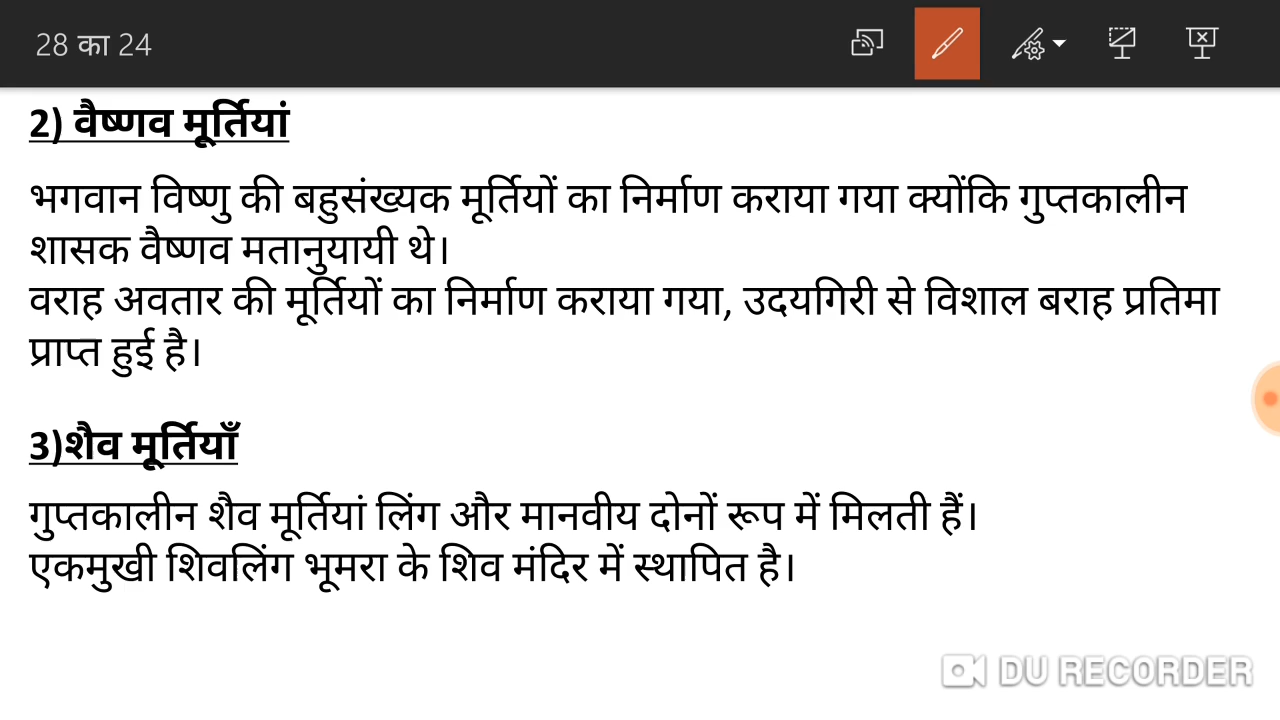 28 का 24
2) वैष्णव मूर्तियां
भगवान विष्णु की बहुसंख्यक मूर्तियों का निर्माण कराया गया क्योंकि गुप्तकालीन
शासक वैष्णव मतानुयायी थे।
वराह अवतार की मूर्तियों का निर्माण कराया गया, उदयगिरी से विशाल बराह प्रतिमा
प्राप्त हुई है।
3)शैव मूर्तियाँ
गुप्तकालीन शैव मूर्तियां लिंग और मानवीय दोनों रूप में मिलती हैं।
एकमुखी शिवलिंग भूमरा के शिव मंदिर में स्थापित है।
DU RECORDER